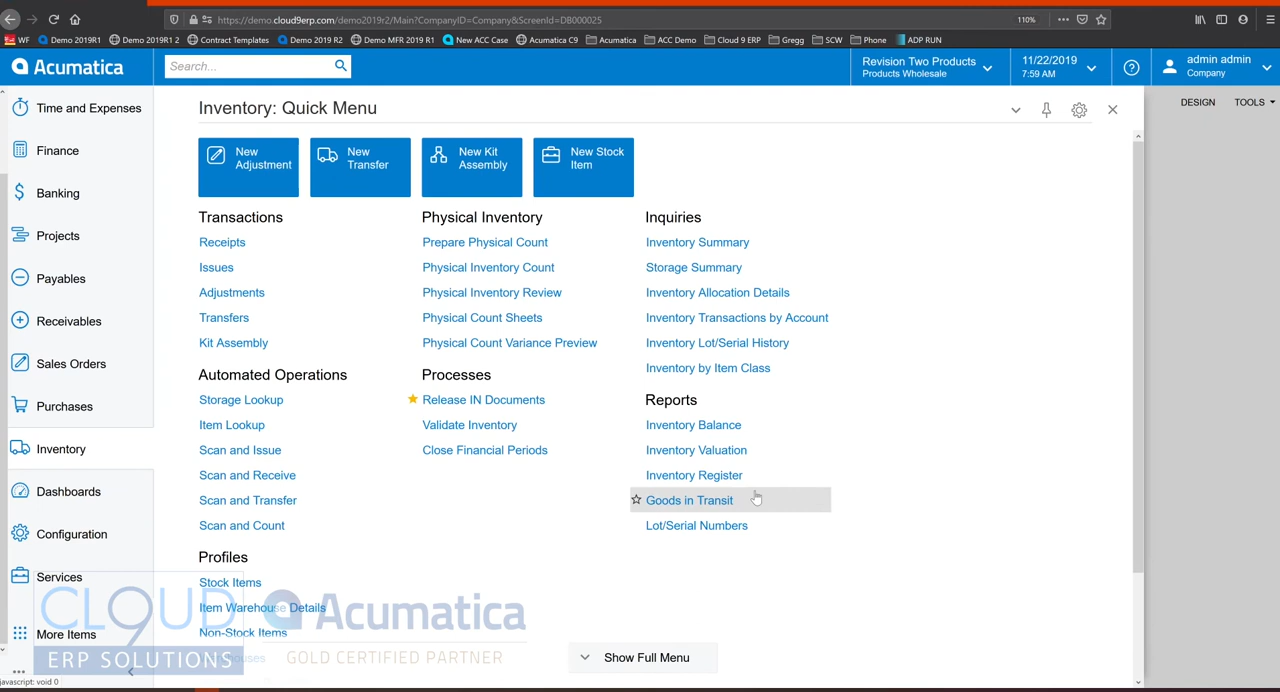 https://demo.cloud9erp.com/demo2019r2/Main?CompanyID=Company&ScreenId=DB000025
110%
WF
Demo 2019R1
Demo 2019R1 2
Contract Templates
Demo 2019 R2
Demo MFR 2019 R1
New ACC Case
Acumatica C9
Acumatica
ACC Demo
Cloud 9 ERP
Gregg
SCW
Phone
ADP RUN
Acumatica
Search...
Revision Two Products
Products Wholesale
11/22/2019
7:59 AM
admin admin
Company
DESIGN
TOOLS
Time and Expenses
Finance
Banking
Projects
Payables
Receivables
Sales Orders
Purchases
Inventory
Dashboards
Configuration
Services
More Items
Inventory: Quick Menu
New
Adjustment
New
Transfer
New Kit
Assembly
New Stock
Item
Transactions
Receipts
Issues
Adjustments
Transfers
Kit Assembly
Automated Operations
Storage Lookup
Item Lookup
Scan and Issue
Scan and Receive
Scan and Transfer
Scan and Count
Profiles
Stock Items
Item Warehouse Details
Non-Stock Items
Physical Inventory
Prepare Physical Count
Physical Inventory Count
Physical Inventory Review
Physical Count Sheets
Physical Count Variance Preview
Processes
Release IN Documents
Validate Inventory
Close Financial Periods
Inquiries
Inventory Summary
Storage Summary
Inventory Allocation Details
Inventory Transactions by Account
Inventory Lot/Serial History
Inventory by Item Class
Reports
Inventory Balance
Inventory Valuation
Inventory Register
Goods in Transit
Lot/Serial Numbers
Show Full Menu
CLOUD 9
ERP SOLUTIONS
Acumatica
GOLD CERTIFIED PARTNER
javascript: void 0